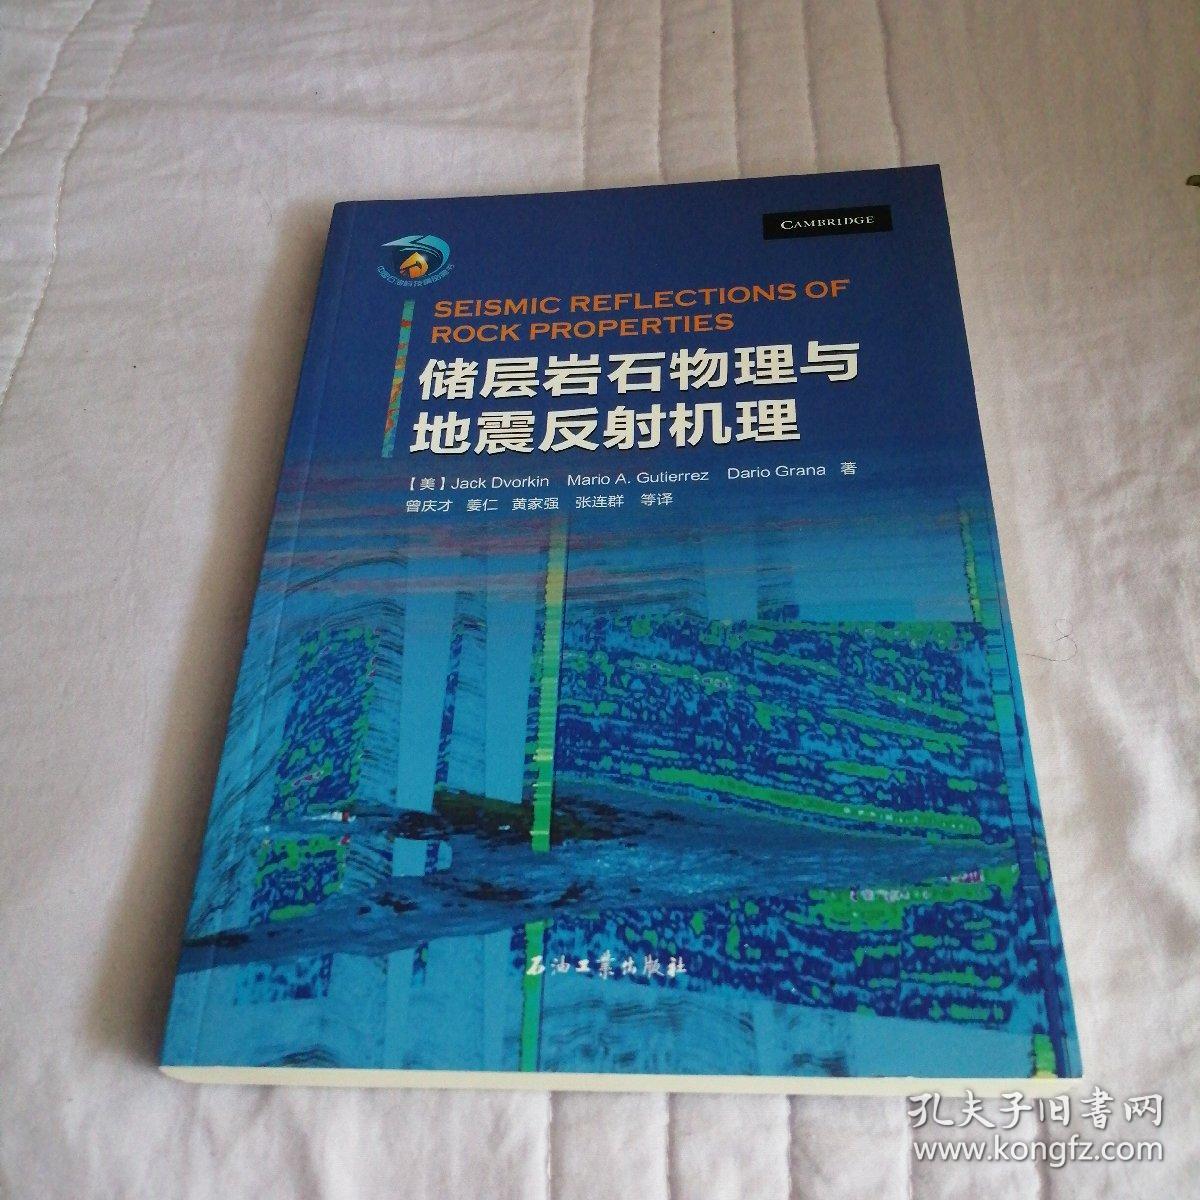 CAMBRIDGE
SEISMIC REFLECTIONS OF
ROCK PROPERTIES
储层岩石物理与
地震反射机理
【美】Jack Dvorkin Mario A. Gutierrez Dario Grana 著
曾庆才 姜仁 黄家强 张连群 等译
石油工业出版社
孔夫子旧书网
www.kongfz.com